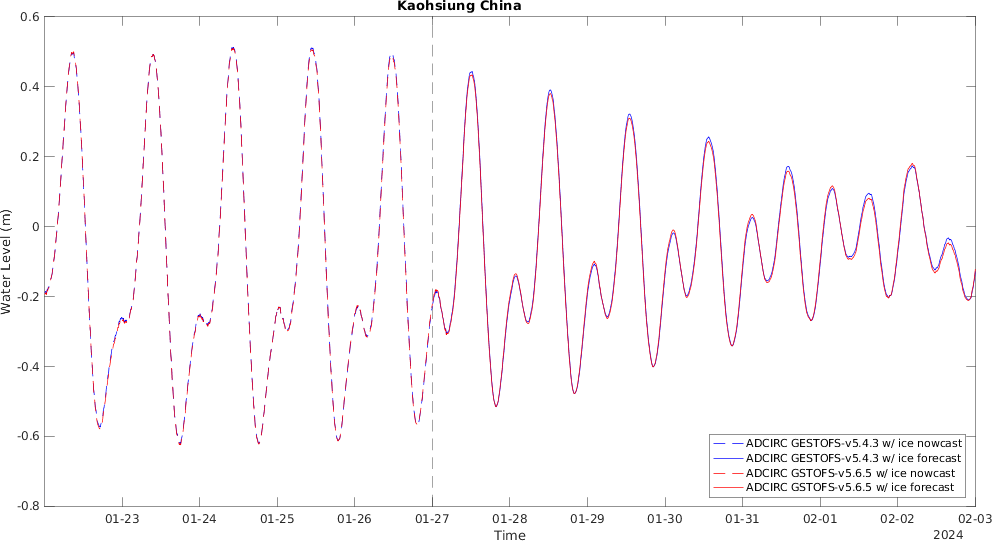 Kaohsiung China
0.6
0.4
0.2
0
-0.2
-0.4
-0.6
-0.8
Water Level (m)
01-23 01-24 01-25 01-26 01-27 01-28 01-29 01-30 01-31 02-01 02-02 02-03
Time
2024
ADCIRC GESTOFS-v5.4.3 w/ ice nowcast
ADCIRC GESTOFS-v5.4.3 w/ ice forecast
ADCIRC GSTOFS-v5.6.5 w/ ice nowcast
ADCIRC GSTOFS-v5.6.5 w/ ice forecast